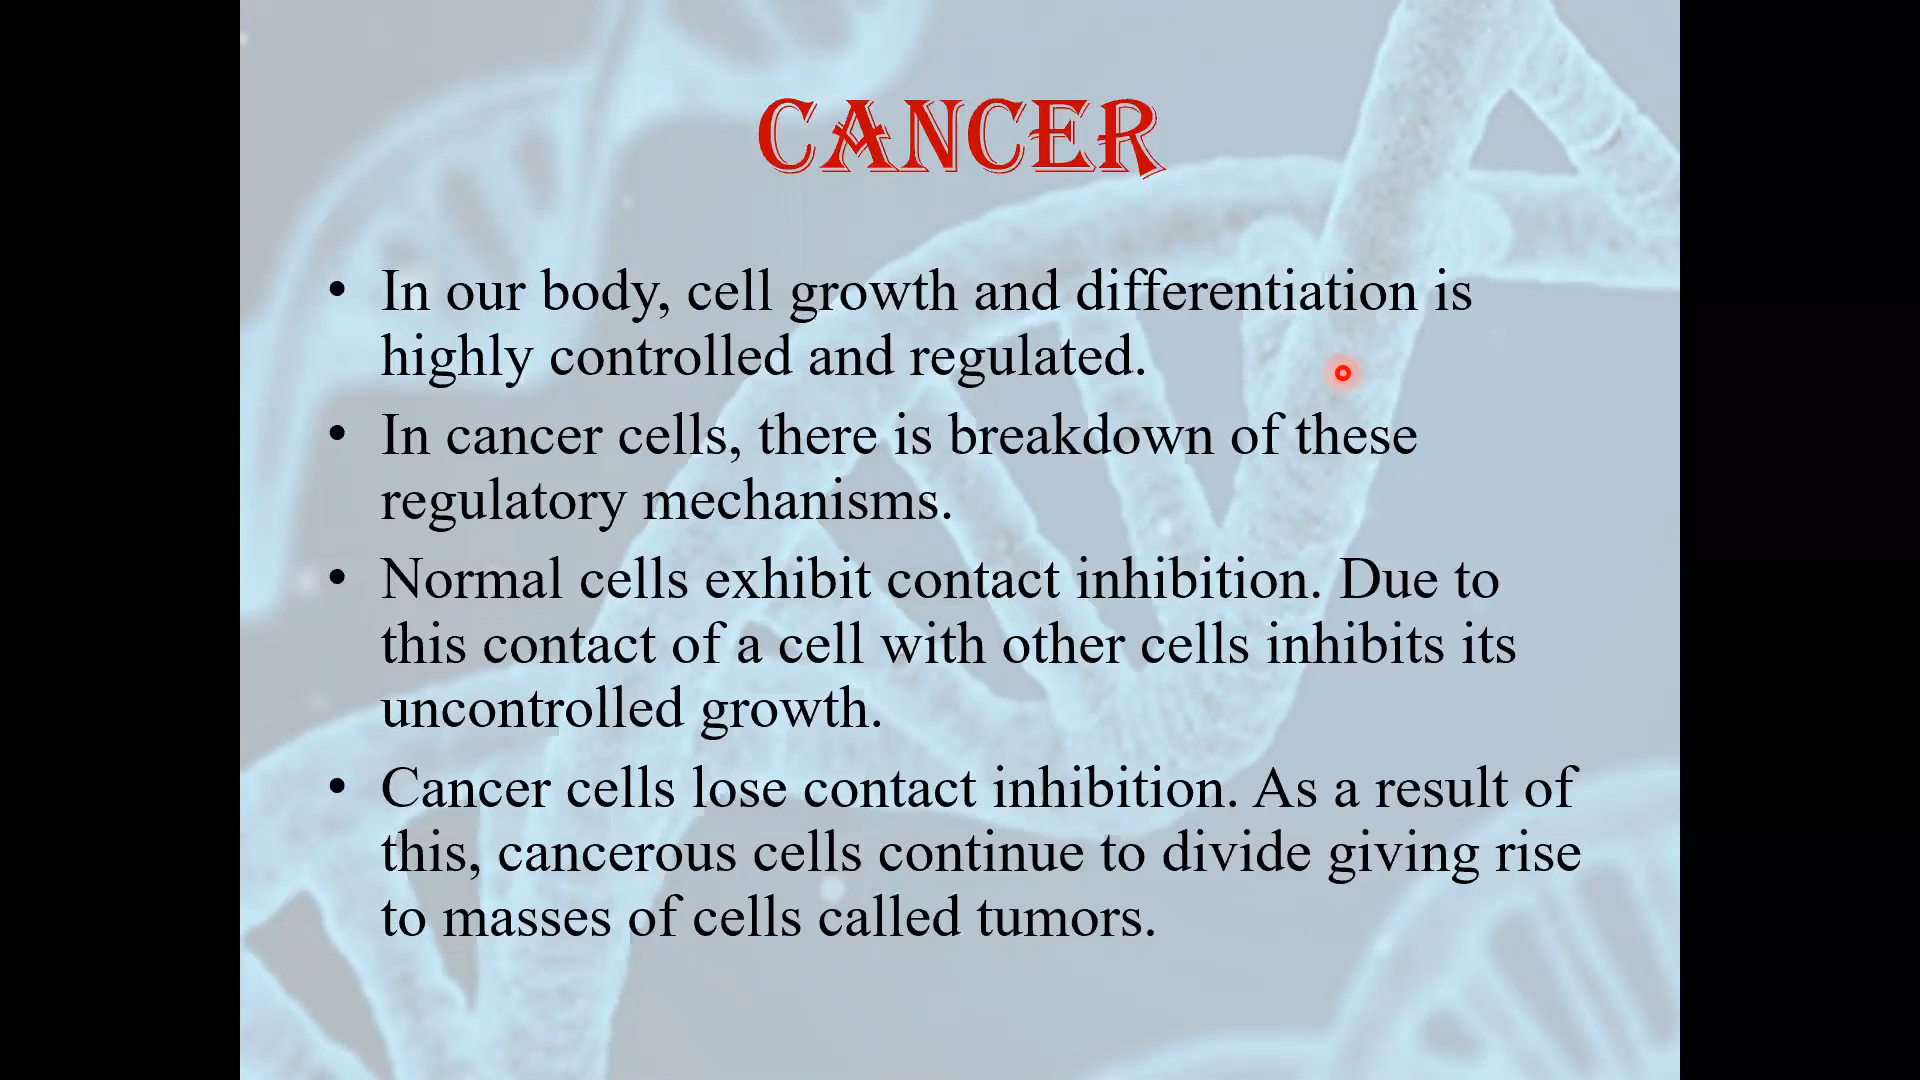 CANCER
• In our body, cell growth and differentiation is
highly controlled and regulated.
• In cancer cells, there is breakdown of these
regulatory mechanisms.
• Normal cells exhibit contact inhibition. Due to
this contact of a cell with other cells inhibits its
uncontrolled growth.
• Cancer cells lose contact inhibition. As a result of
this, cancerous cells continue to divide giving rise
to masses of cells called tumors.